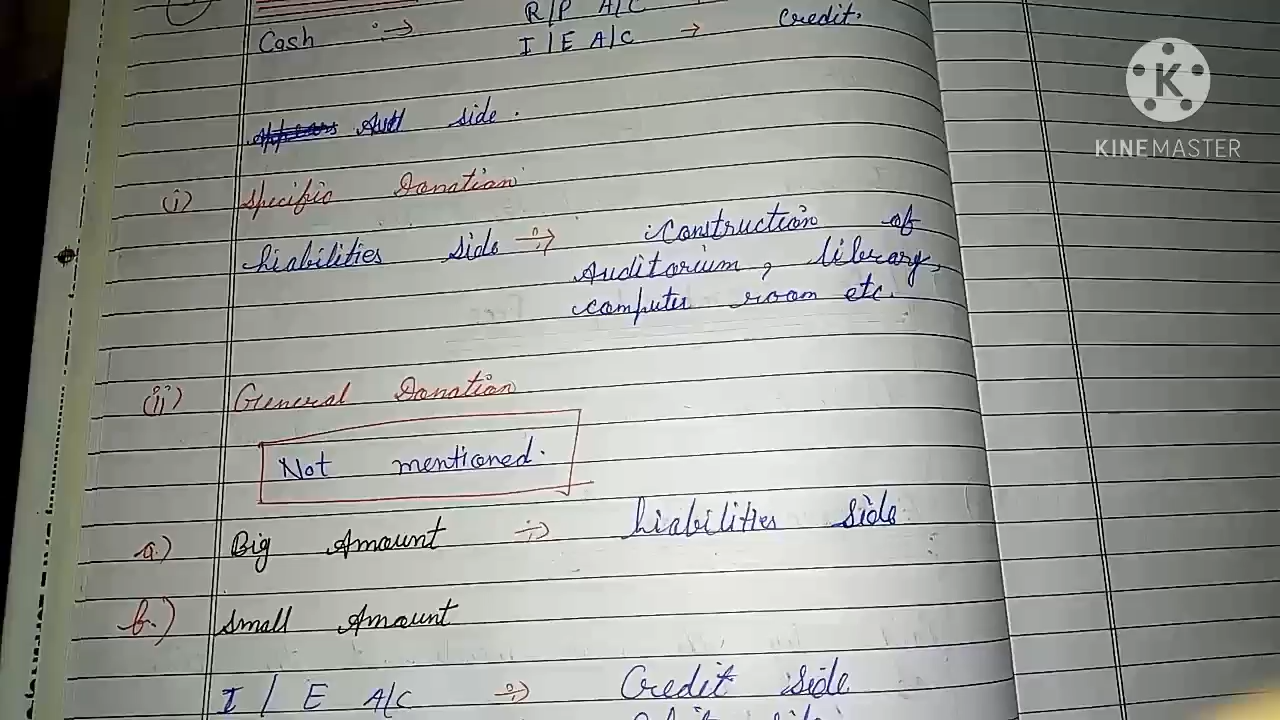 R/P A/C
Cash :→ I/E A/C → Credit.
side.
(i) Specific Donation
Liabilities side :→ Construction of
Auditorium, library,
computer room etc.
(ii) General Donation
Not mentioned.
a.) Big Amount :→ Liabilities Side
b.) Small Amount
I / E A/C :→ Credit side
K
KINEMASTER